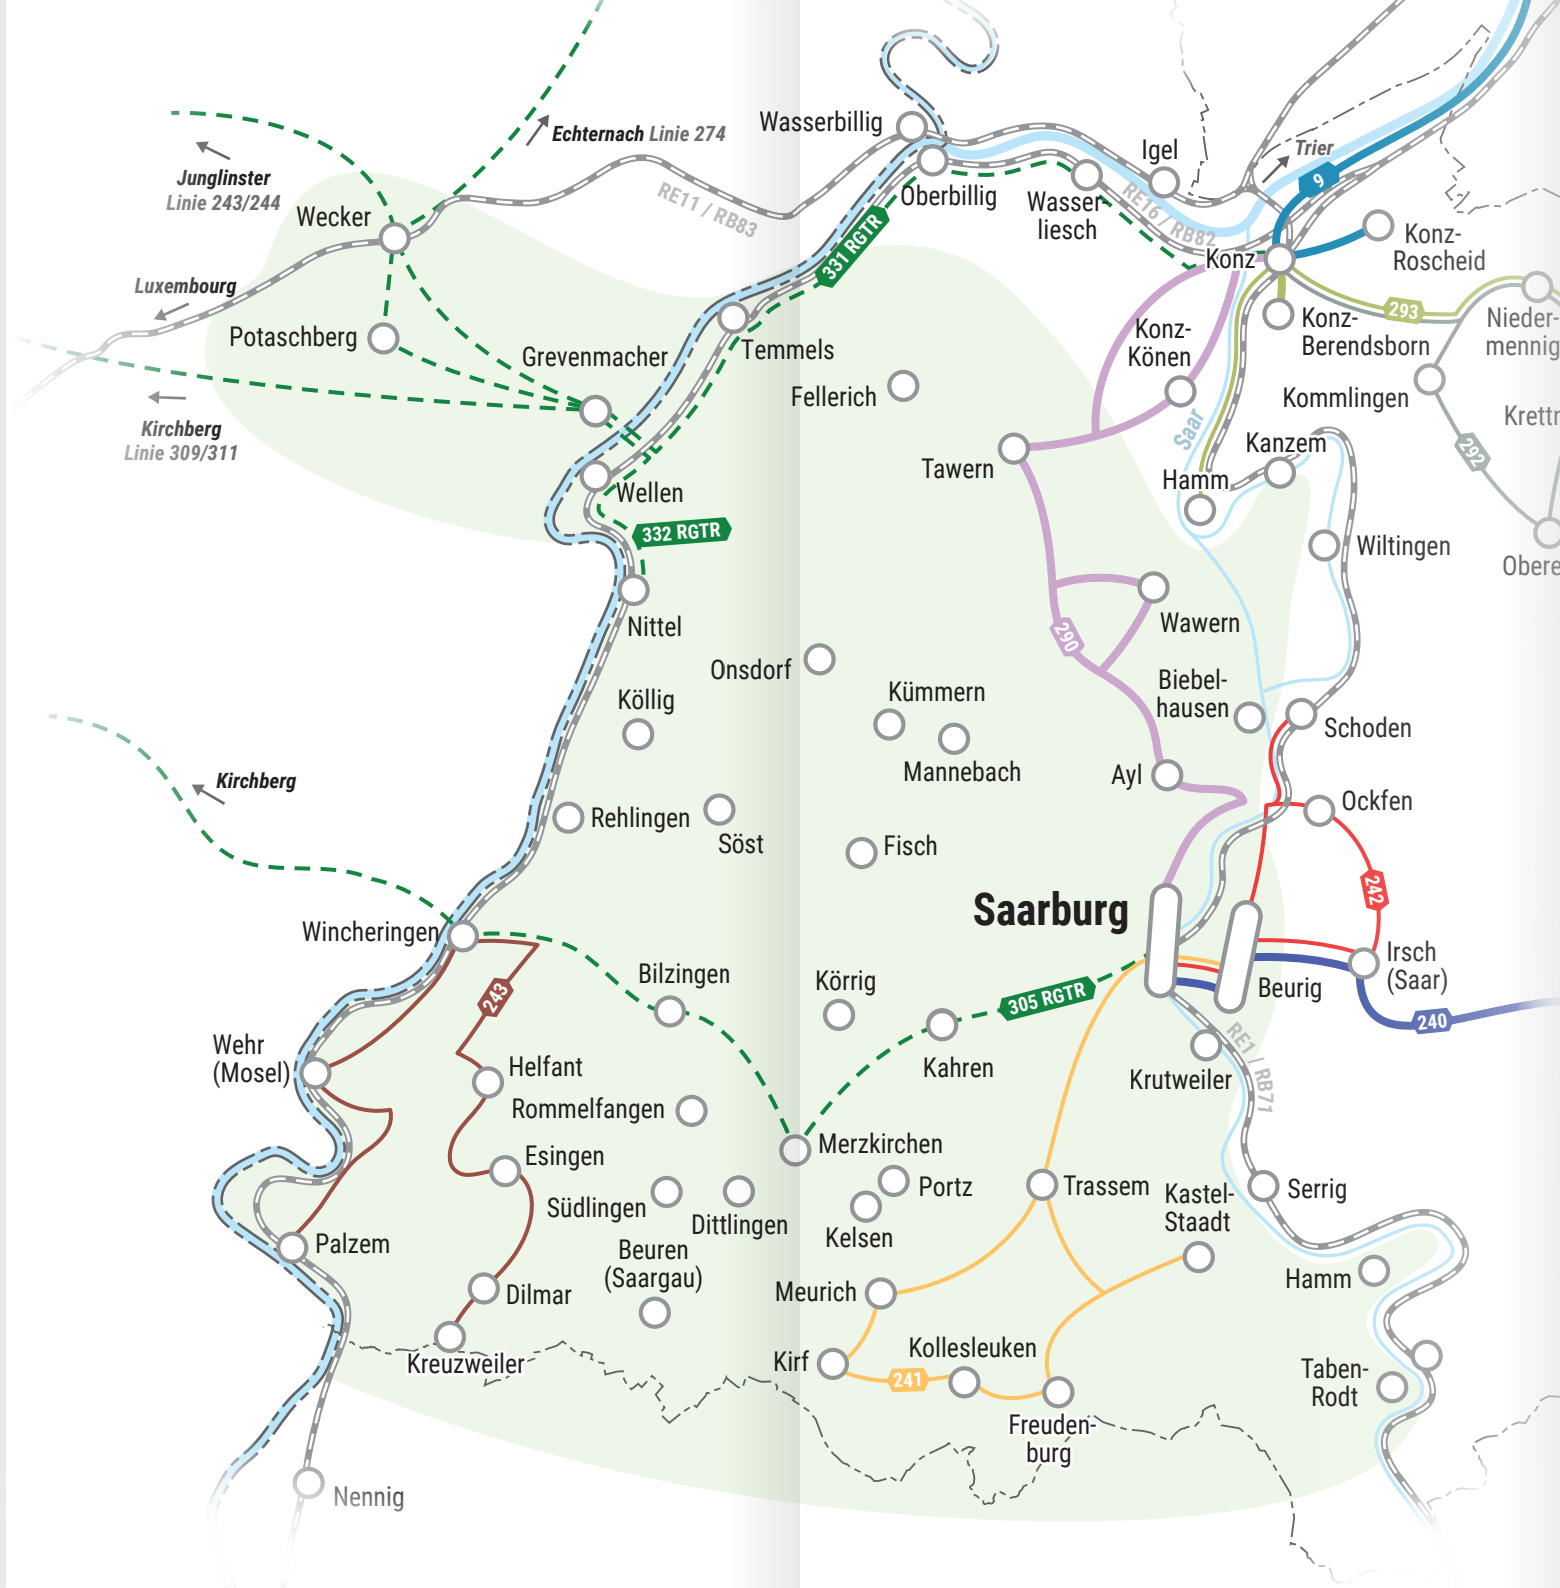 Wasserbillig
Echternach Linie 274
Igel
Trier
Junglinster
Linie 243/244
Oberbillig
RE11 / RB83
RE16 / RB82
9
Wecker
Wasser-
liesch
331 RGTR
Konz
Konz-
Roscheid
Luxembourg
Potaschberg
Grevenmacher
Temmels
Konz-
Könen
Konz-
Berendsborn
293
Nieder-
mennig
Fellerich
Kommlingen
Kirchberg
Linie 309/311
Saar
Kanzem
292
Tawern
Hamm
Wellen
332 RGTR
Wiltingen
Nittel
Wawern
290
Onsdorf
Köllig
Kümmern
Biebel-
hausen
Schoden
Mannebach
Ayl
Kirchberg
Ockfen
Rehlingen
Söst
Fisch
242
Saarburg
Wincheringen
Irsch
(Saar)
Bilzingen
Körrig
243
305 RGTR
Beurig
240
Wehr
(Mosel)
Helfant
Kahren
Krutweiler
RE1 / RB71
Rommelfangen
Merzkirchen
Esingen
Portz
Trassem
Kastel-
Staadt
Serrig
Südlingen
Dittlingen
Kelsen
Palzem
Beuren
(Saargau)
Hamm
Dilmar
Meurich
Kollesleuken
Kreuzweiler
Kirf
241
Taben-
Rodt
Freuden-
burg
Nennig